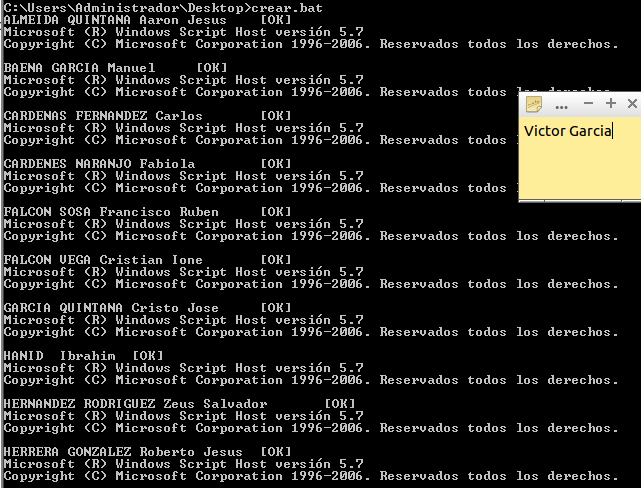 C:\Users\Administrador\Desktop>crear.bat
ALMEIDA QUINTANA Aaron Jesus [OK]
Microsoft (R) Windows Script Host versión 5.7
Copyright (C) Microsoft Corporation 1996-2006. Reservados todos los derechos.
BAENA GARCIA Manuel [OK]
Microsoft (R) Windows Script Host versión 5.7
Copyright (C) Microsoft Corporation 1996-2006. Reservados todos los derechos.
...
Victor Garcia
CARDENAS FERNANDEZ Carlos [OK]
Microsoft (R) Windows Script Host versión 5.7
Copyright (C) Microsoft Corporation 1996-2006. Reservados todos l
CARDENES NARANJO Fabiola [OK]
Microsoft (R) Windows Script Host versión 5.7
Copyright (C) Microsoft Corporation 1996-2006. Reservados todos l
FALCON SOSA Francisco Ruben [OK]
Microsoft (R) Windows Script Host versión 5.7
Copyright (C) Microsoft Corporation 1996-2006. Reservados todos los derechos.
FALCON VEGA Cristian Ione [OK]
Microsoft (R) Windows Script Host versión 5.7
Copyright (C) Microsoft Corporation 1996-2006. Reservados todos los derechos.
GARCIA QUINTANA Cristo Jose [OK]
Microsoft (R) Windows Script Host versión 5.7
Copyright (C) Microsoft Corporation 1996-2006. Reservados todos los derechos.
HANID Ibrahim [OK]
Microsoft (R) Windows Script Host versión 5.7
Copyright (C) Microsoft Corporation 1996-2006. Reservados todos los derechos.
HERNANDEZ RODRIGUEZ Zeus Salvador [OK]
Microsoft (R) Windows Script Host versión 5.7
Copyright (C) Microsoft Corporation 1996-2006. Reservados todos los derechos.
HERRERA GONZALEZ Roberto Jesus [OK]
Microsoft (R) Windows Script Host versión 5.7
Copyright (C) Microsoft Corporation 1996-2006. Reservados todos los derechos.